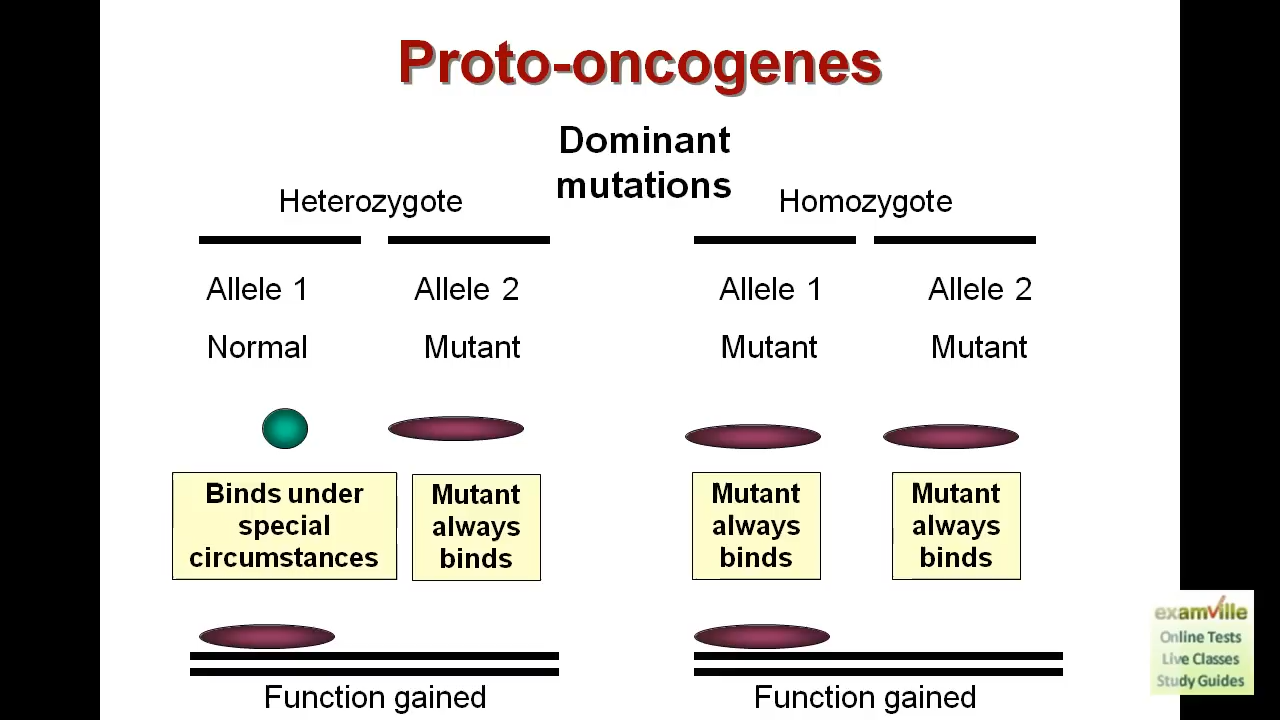 Proto-oncogenes
Dominant
mutations
Heterozygote
Homozygote
Allele 1
Allele 2
Allele 1
Allele 2
Normal
Mutant
Mutant
Mutant
Binds under
special
circumstances
Mutant
always
binds
Mutant
always
binds
Mutant
always
binds
Function gained
Function gained
examville
Online Tests
Live Classes
Study Guides